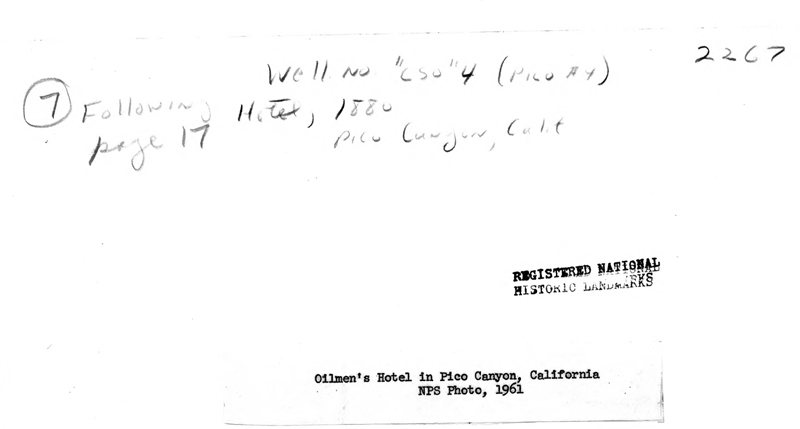 Well No "CSO" 4 (Pico #4)
2267
7 Following Hotel, 1880
page 17 Pico Canyon, Calif
REGISTERED NATIONAL
HISTORIC LANDMARKS
Oilmen's Hotel in Pico Canyon, California
NPS Photo, 1961